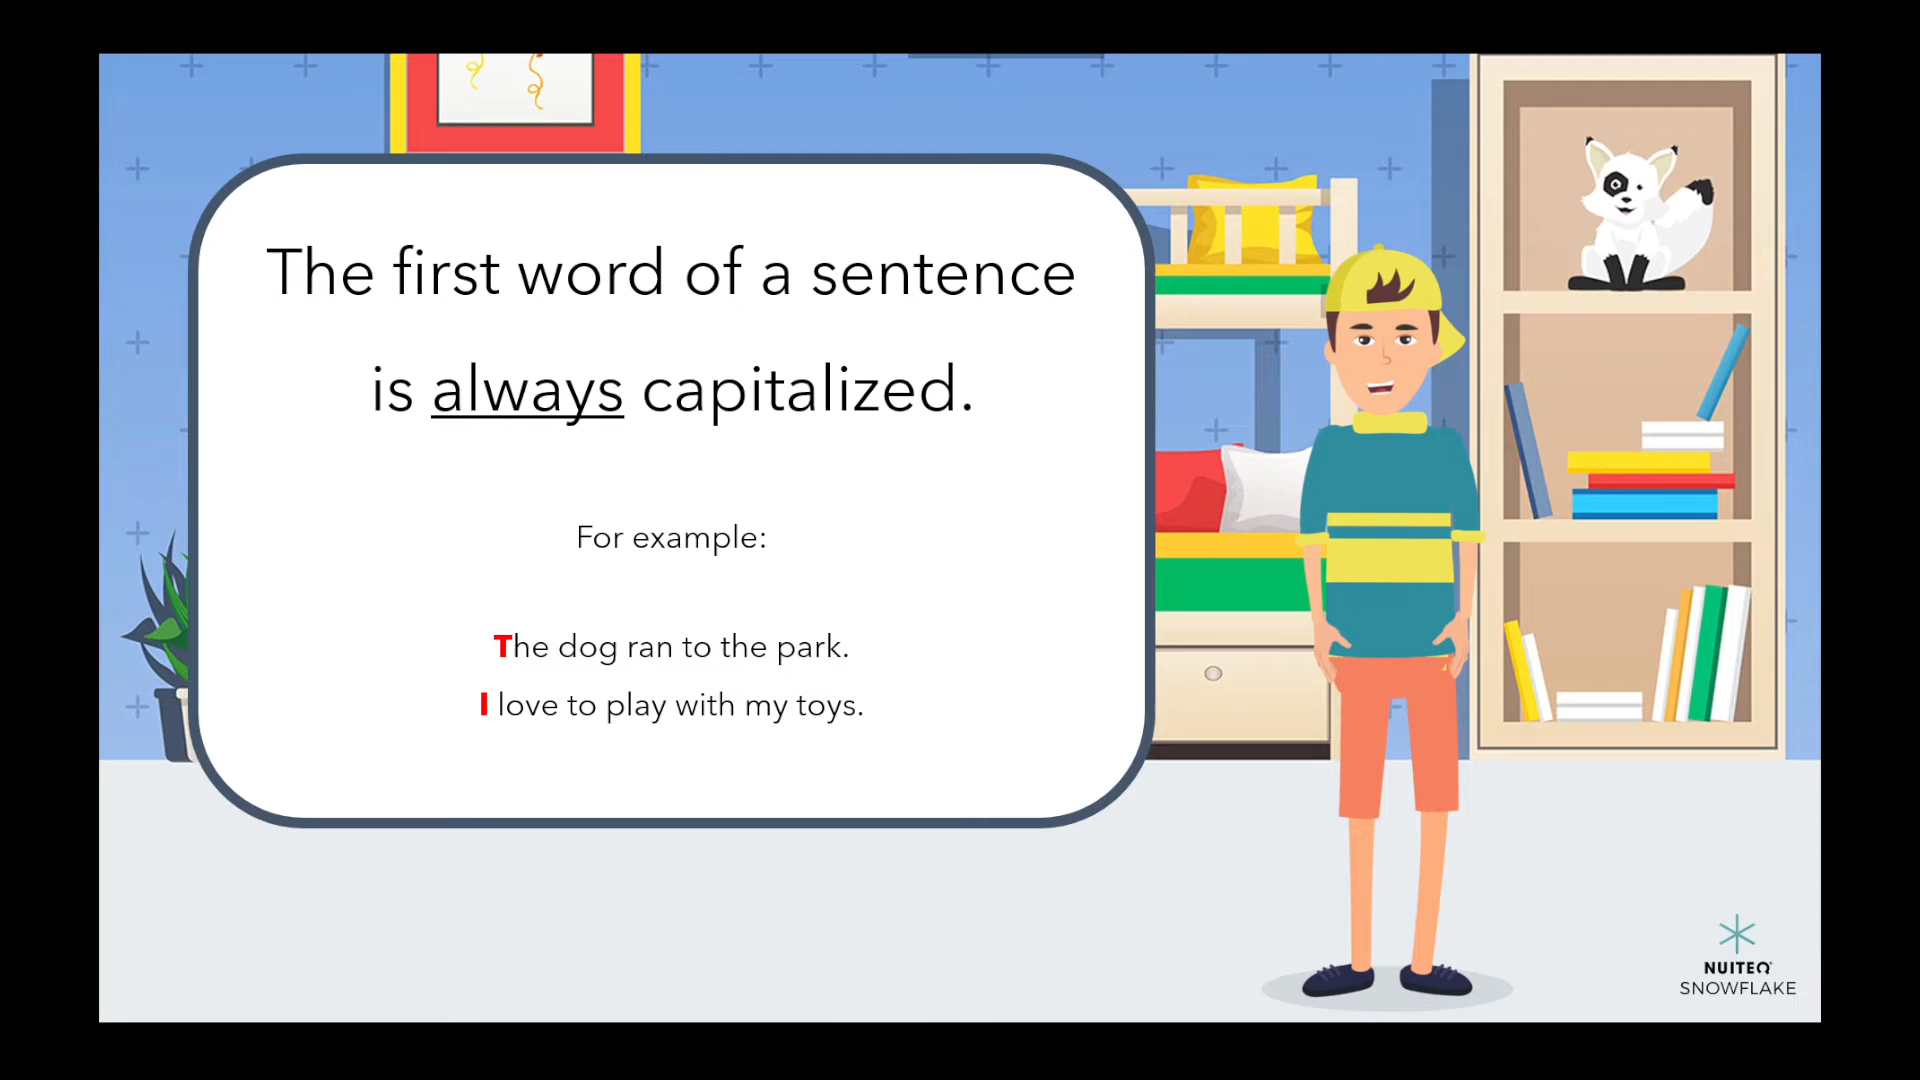 The first word of a sentence
is always capitalized.
For example:
The dog ran to the park.
I love to play with my toys.
NUITEQ
SNOWFLAKE